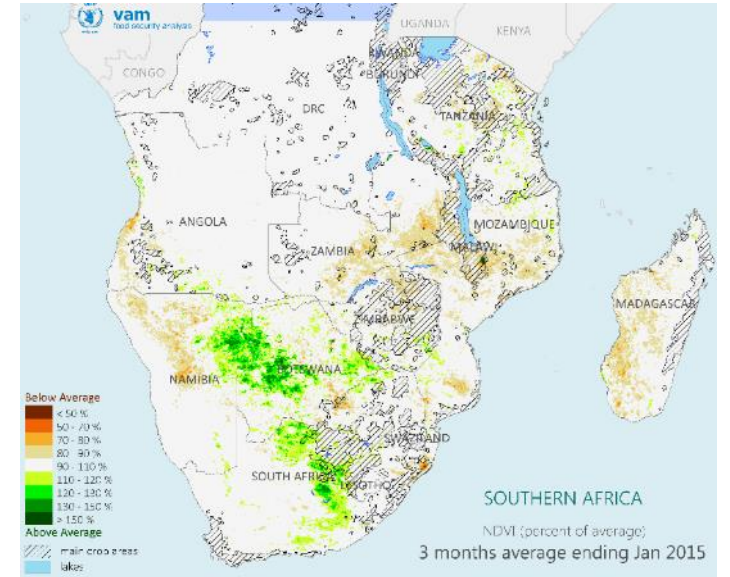 vam
food security analysis
UGANDA
KENYA
CONGO
RWANDA
BURUNDI
DRC
TANZANIA
ANGOLA
MOZAMBIQUE
MALAWI
ZAMBIA
ZIMBABWE
MADAGASCAR
NAMIBIA
BOTSWANA
SWAZILAND
SOUTH AFRICA
LESOTHO
Below Average
< 50 %
50 - 70 %
70 - 80 %
80 - 90 %
90 - 110 %
110 - 120 %
120 - 130 %
130 - 150 %
> 150 %
Above Average
main crop areas
lakes
SOUTHERN AFRICA
NDVI (percent of average)
3 months average ending Jan 2015